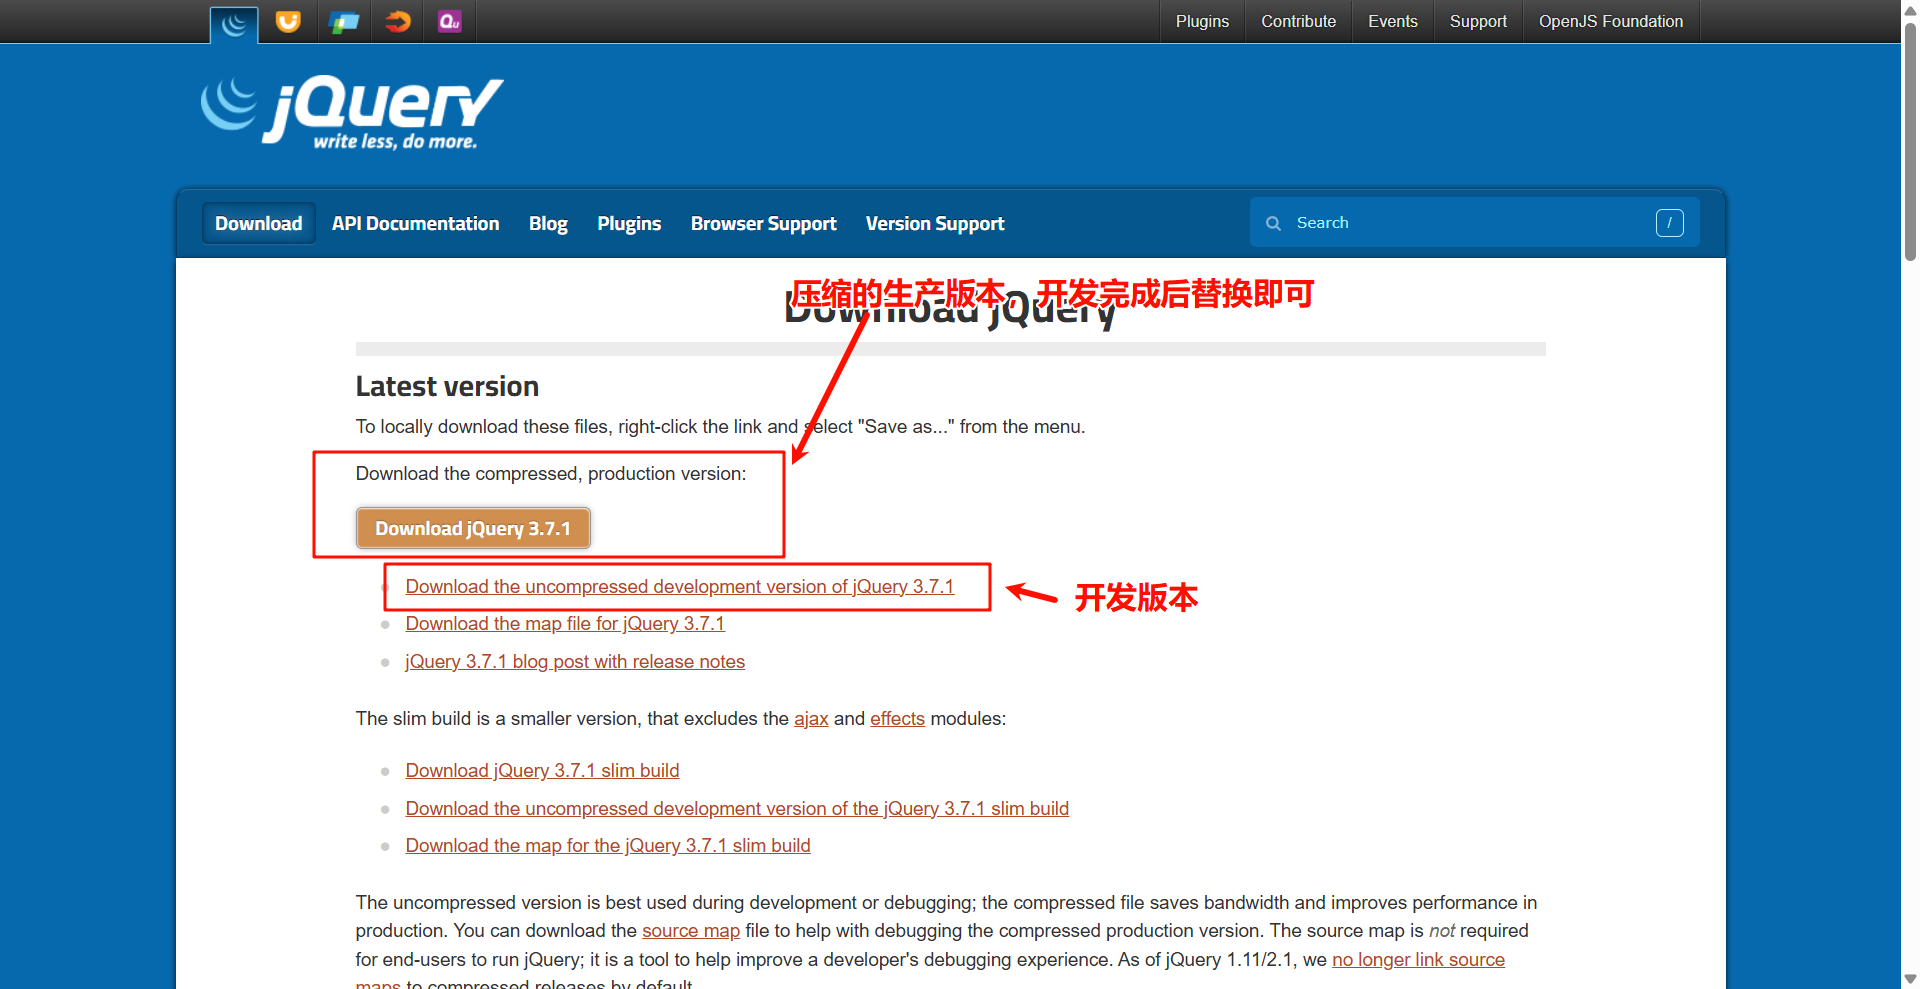 Plugins Contribute Events Support OpenJS Foundation
jQuery
write less, do more.
Download API Documentation Blog Plugins Browser Support Version Support Search /
压缩的生产版本，开发完成后替换即可
Download jQuery
Latest version
To locally download these files, right-click the link and select "Save as..." from the menu.
Download the compressed, production version:
Download jQuery 3.7.1
Download the uncompressed development version of jQuery 3.7.1
开发版本
Download the map file for jQuery 3.7.1
jQuery 3.7.1 blog post with release notes
The slim build is a smaller version, that excludes the ajax and effects modules:
Download jQuery 3.7.1 slim build
Download the uncompressed development version of the jQuery 3.7.1 slim build
Download the map for the jQuery 3.7.1 slim build
The uncompressed version is best used during development or debugging; the compressed file saves bandwidth and improves performance in
production. You can download the source map file to help with debugging the compressed production version. The source map is not required
for end-users to run jQuery; it is a tool to help improve a developer's debugging experience. As of jQuery 1.11/2.1, we no longer link source
maps to compressed releases by default.